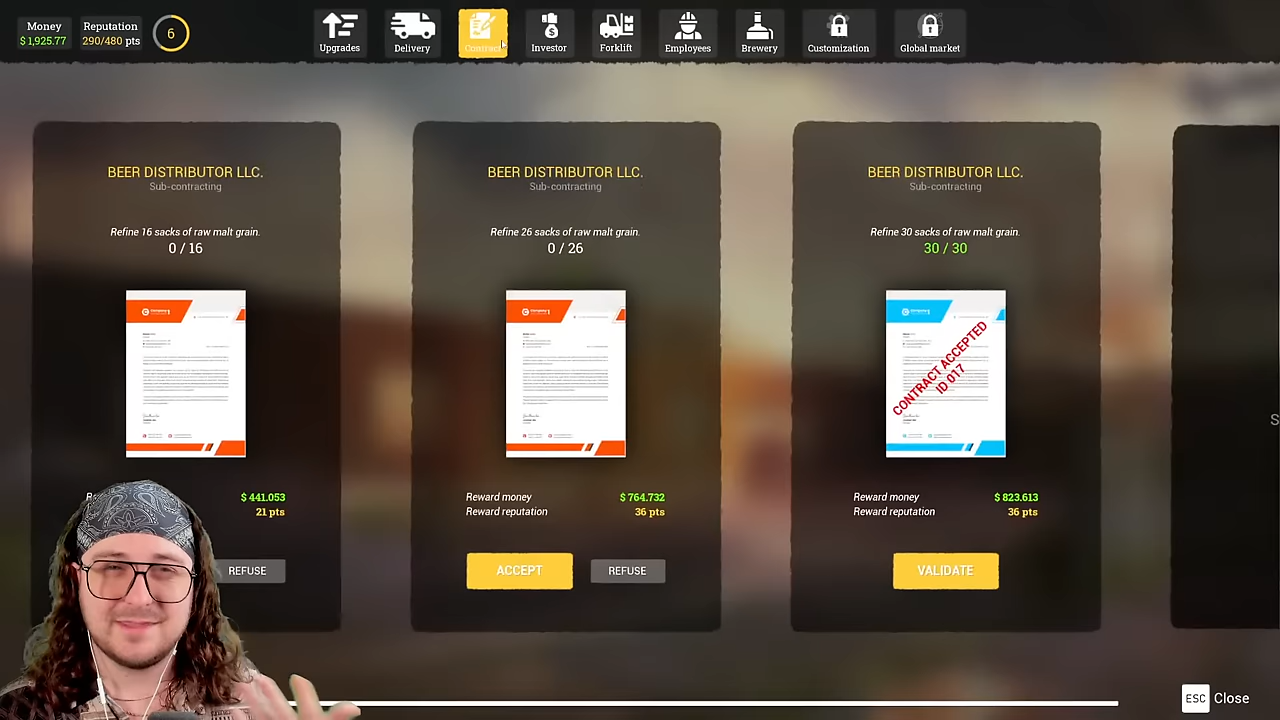 Money
$ 1,925.77
Reputation
290/480 pts
6
Upgrades
Delivery
Contract
Investor
Forklift
Employees
Brewery
Customization
Global market
BEER DISTRIBUTOR LLC.
Sub-contracting
Refine 16 sacks of raw malt grain.
0 / 16
$ 441.053
21 pts
REFUSE
BEER DISTRIBUTOR LLC.
Sub-contracting
Refine 26 sacks of raw malt grain.
0 / 26
Reward money
$ 764.732
Reward reputation
36 pts
ACCEPT
REFUSE
BEER DISTRIBUTOR LLC.
Sub-contracting
Refine 30 sacks of raw malt grain.
30 / 30
CONTRACT ACCEPTED
ID 017
Reward money
$ 823.613
Reward reputation
36 pts
VALIDATE
ESC Close